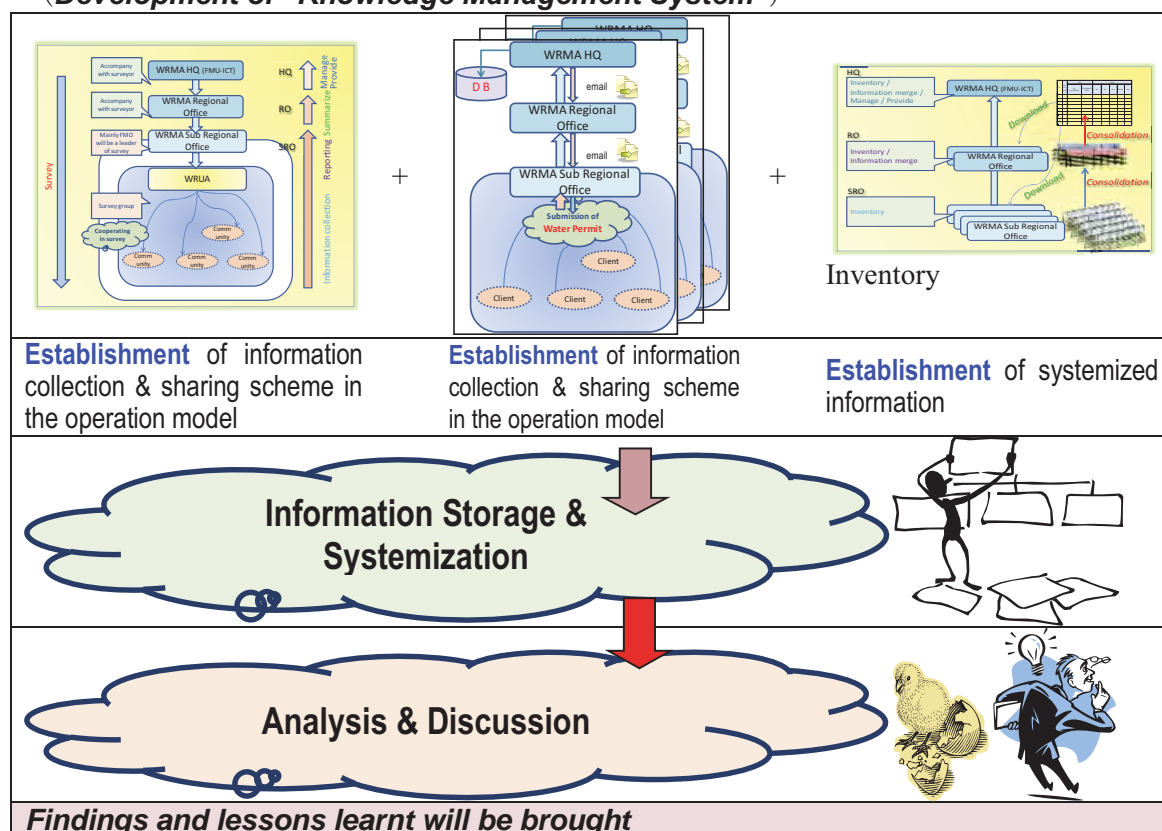 (Development of "Knowledge Management System")
Accompany
with surveyor
WRMA HQ (FMU-ICT)
HQ
Manage
Provide
Accompany
with surveyor
WRMA Regional
Office
RO
Summarize
Mainly FMO
will be a leader
of survey
WRMA Sub Regional
Office
SRO
Reporting
Survey
WRUA
Survey group
Cooperating
in survey
Information collection
Comm
unity
Comm
unity
Comm
unity
Comm
unity
+
WRMA HQ
D B
email
WRMA Regional
Office
email
WRMA Sub Regional
Office
Submission of
Water Permit
Client
Client
Client
Client
+
HQ
Inventory /
Information merge /
Manage / Provide
WRMA HQ (FMU-ICT)
Download
Consolidation
RO
Inventory /
Information merge
WRMA Regional
Office
Download
Consolidation
SRO
Inventory
WRMA Sub Regional
Office
Inventory
Establishment of information
collection & sharing scheme in
the operation model
Establishment of information
collection & sharing scheme
in the operation model
Establishment of systemized
information
Information Storage &
Systemization
Analysis & Discussion
Findings and lessons learnt will be brought